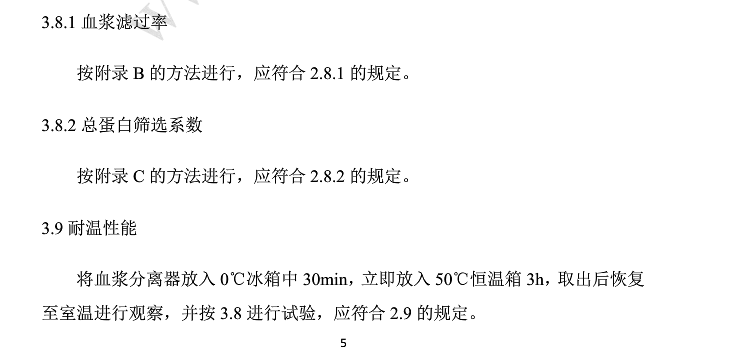 3.8.1 血浆滤过率
按附录 B 的方法进行，应符合 2.8.1 的规定。
3.8.2 总蛋白筛选系数
按附录 C 的方法进行，应符合 2.8.2 的规定。
3.9 耐温性能
将血浆分离器放入 0℃冰箱中 30min，立即放入 50℃恒温箱 3h，取出后恢复
至室温进行观察，并按 3.8 进行试验，应符合 2.9 的规定。
5